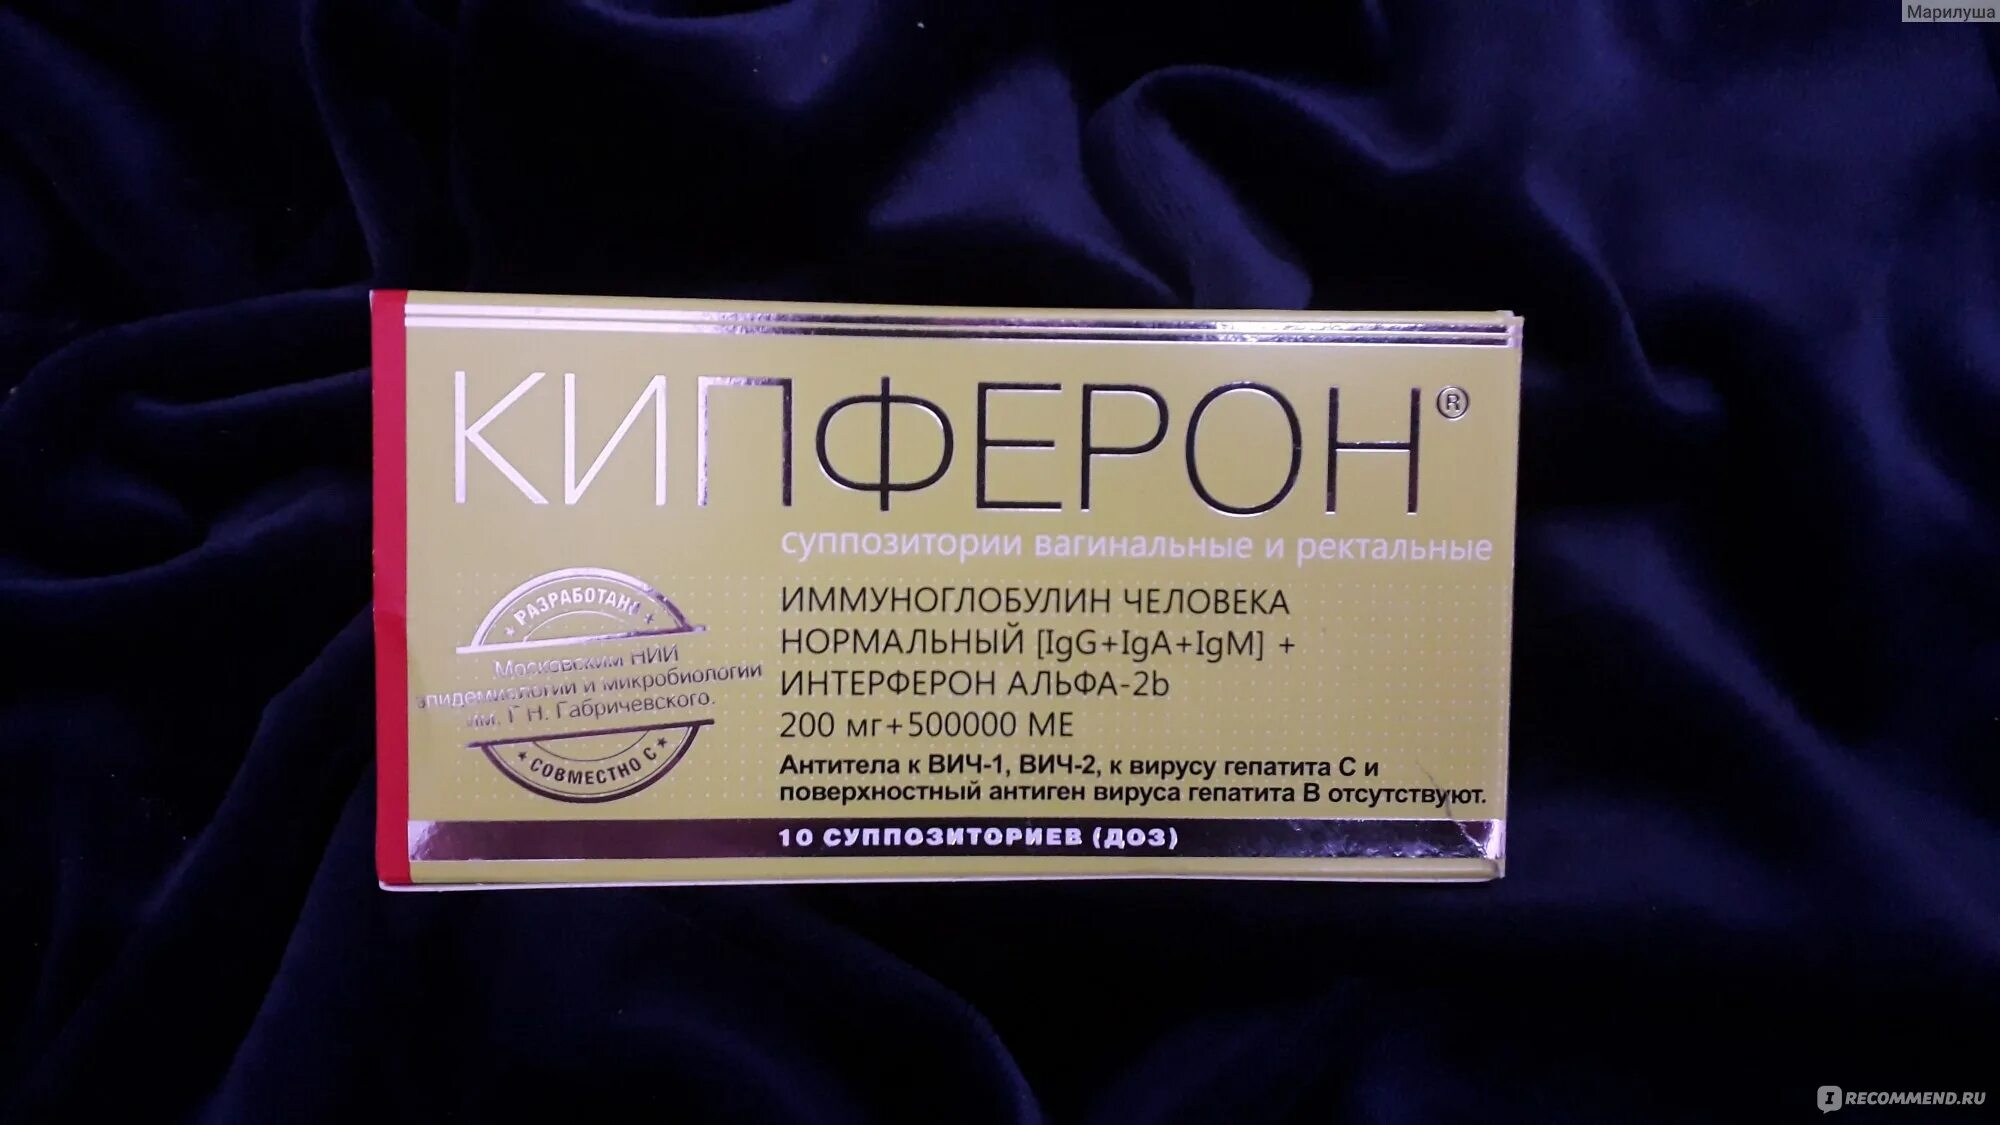 Марилуша
КИПФЕРОН®
суппозитории вагинальные и ректальные
РАЗРАБОТАНО
Московским НИИ
эпидемиологии и микробиологии
им. Г.Н. Габричевского.
СОВМЕСТНО С
ИММУНОГЛОБУЛИН ЧЕЛОВЕКА
НОРМАЛЬНЫЙ [IgG+IgA+IgM] +
ИНТЕРФЕРОН АЛЬФА-2b
200 мг+500000 МЕ
Антитела к ВИЧ-1, ВИЧ-2, к вирусу гепатита С и
поверхностный антиген вируса гепатита В отсутствуют.
10 СУППОЗИТОРИЕВ (ДОЗ)
IRECOMMEND.RU